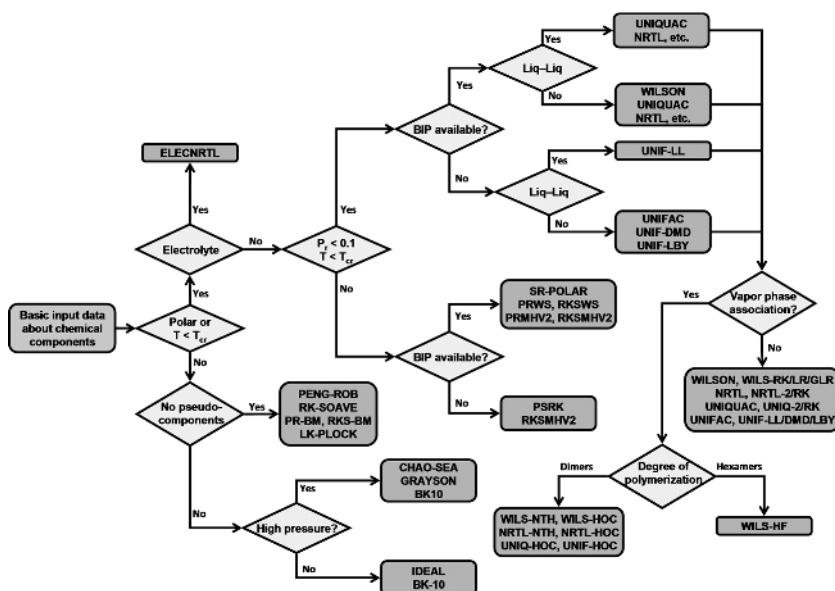 UNIQUAC
NRTL, etc.
Yes
Liq–Liq
Yes
No
WILSON
UNIQUAC
NRTL, etc.
BIP available?
ELECNRTL
Yes
UNIF-LL
No
Liq–Liq
Yes
Yes
No
UNIFAC
UNIF-DMD
UNIF-LBY
Electrolyte
No
Pr < 0.1
T < Tcr
Yes
No
SR-POLAR
PRWS, RKSWS
PRMHV2, RKSMHV2
Yes
Vapor phase
association?
Basic input data
about chemical
components
Polar or
T < Tcr
Yes
BIP available?
No
No
No
WILSON, WILS-RK/LR/GLR
NRTL, NRTL-2/RK
UNIQUAC, UNIQ-2/RK
UNIFAC, UNIF-LL/DMD/LBY
No pseudo-
components
Yes
PENG-ROB
RK-SOAVE
PR-BM, RKS-BM
LK-PLOCK
PSRK
RKSMHV2
CHAO-SEA
GRAYSON
BK10
Dimers
Degree of
polymerization
Hexamers
Yes
No
High pressure?
WILS-NTH, WILS-HOC
NRTL-NTH, NRTL-HOC
UNIQ-HOC, UNIF-HOC
WILS-HF
No
IDEAL
BK-10